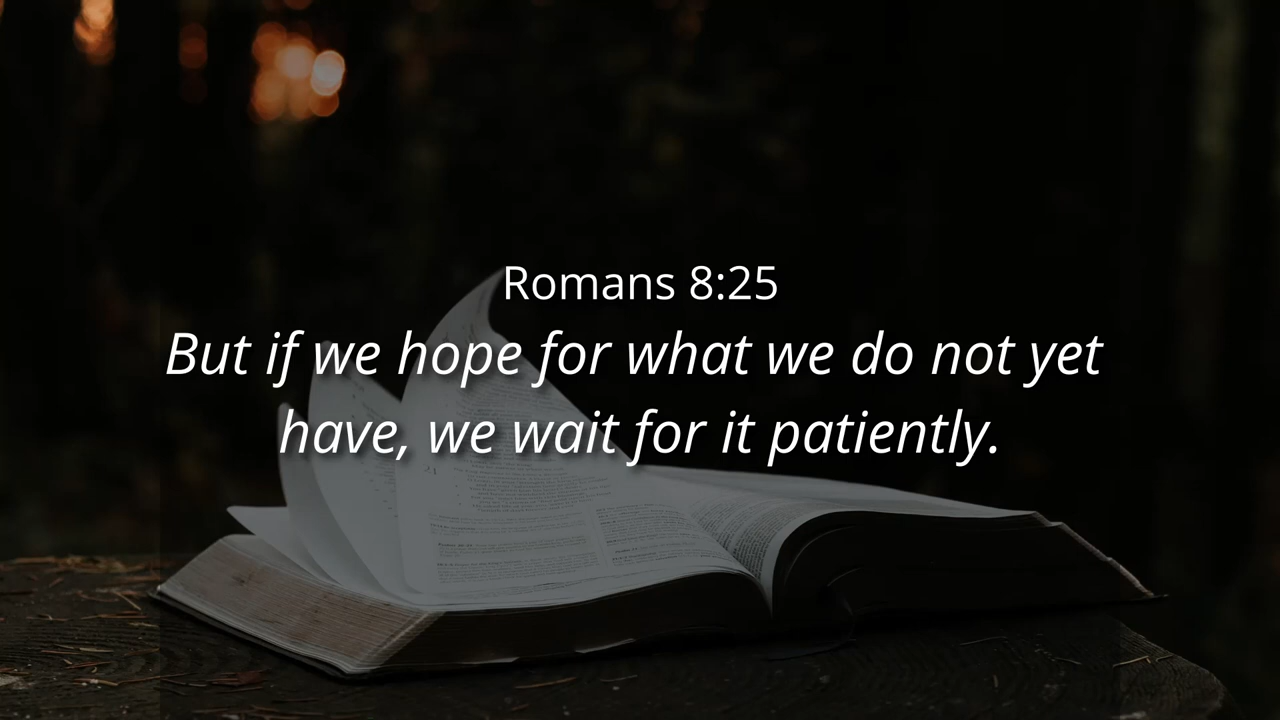 Romans 8:25
But if we hope for what we do not yet
have, we wait for it patiently.